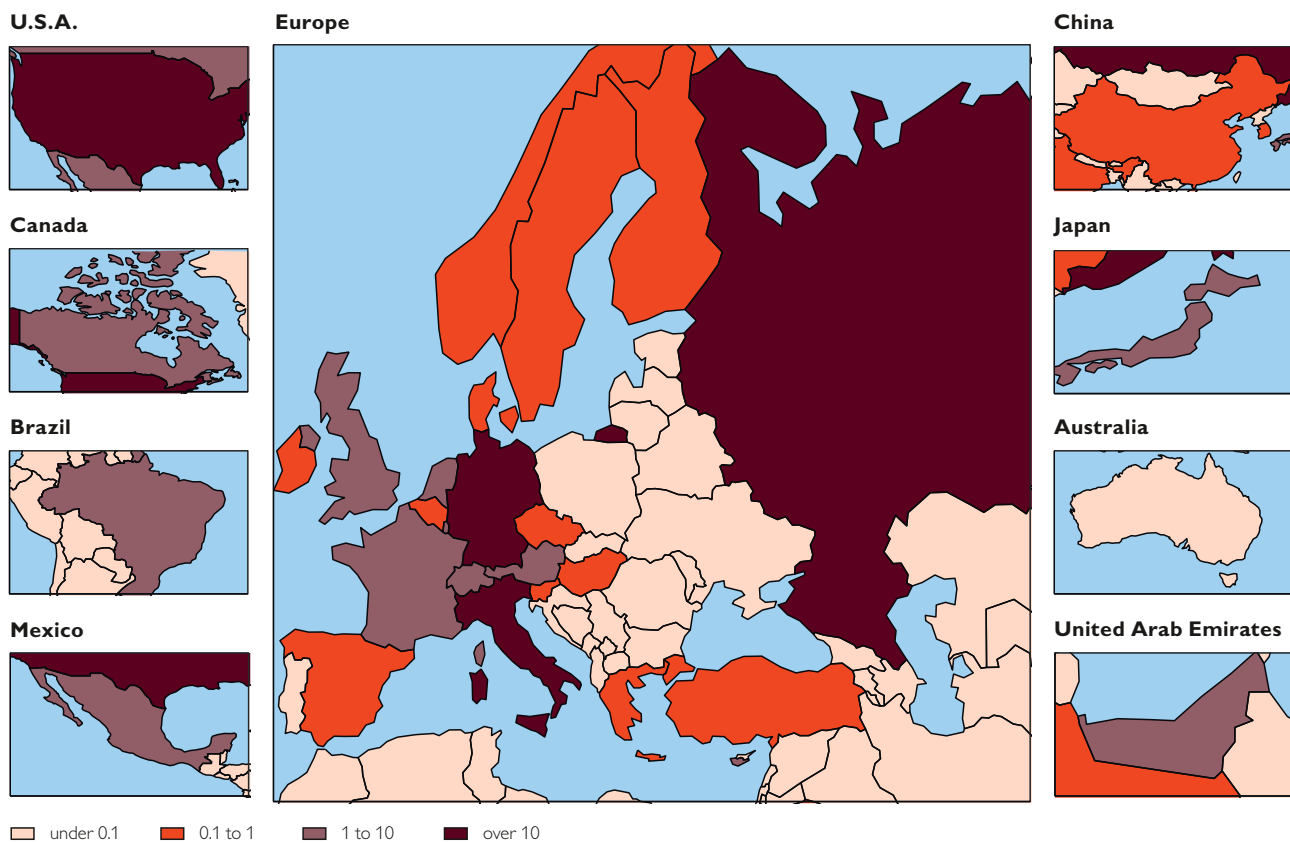 U.S.A.
Europe
China
Canada
Japan
Brazil
Australia
Mexico
United Arab Emirates
under 0.1
0.1 to 1
1 to 10
over 10